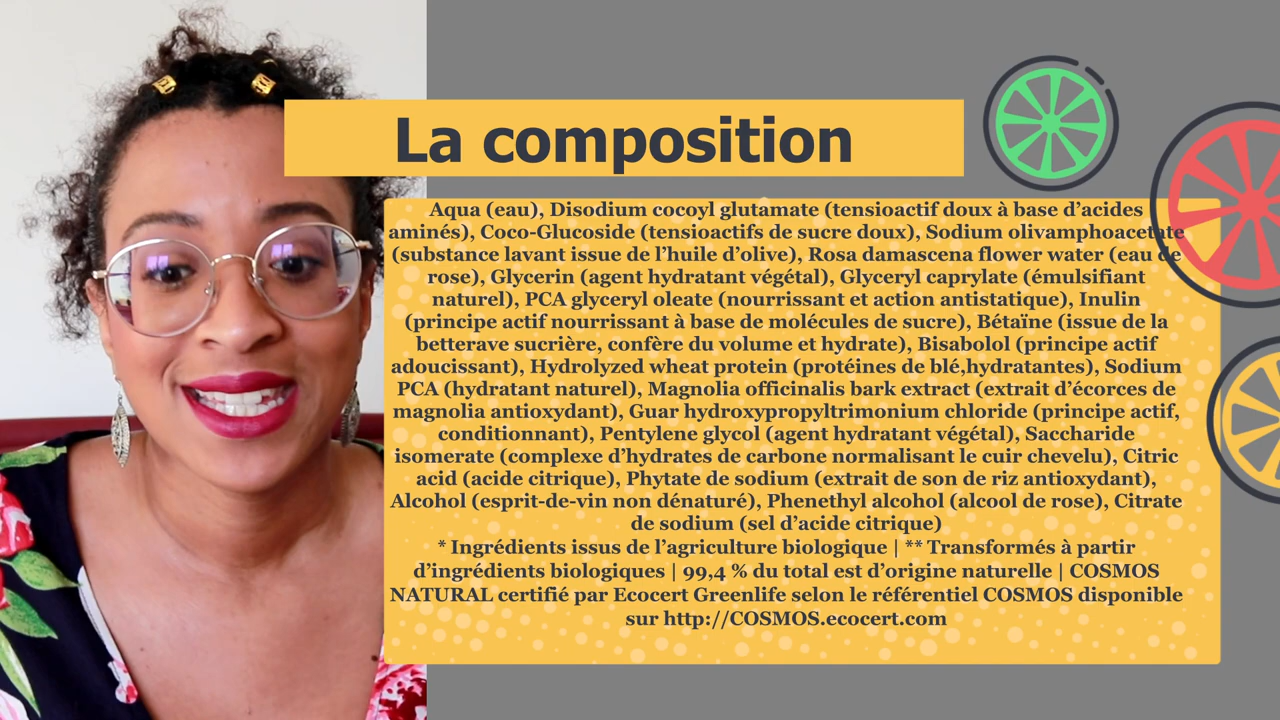 La composition
Aqua (eau), Disodium cocoyl glutamate (tensioactif doux à base d’acides
aminés), Coco-Glucoside (tensioactifs de sucre doux), Sodium olivamphoacetate
(substance lavant issue de l’huile d’olive), Rosa damascena flower water (eau de
rose), Glycerin (agent hydratant végétal), Glyceryl caprylate (émulsifiant
naturel), PCA glyceryl oleate (nourrissant et action antistatique), Inulin
(principe actif nourrissant à base de molécules de sucre), Bétaïne (issue de la
betterave sucrière, confère du volume et hydrate), Bisabolol (principe actif
adoucissant), Hydrolyzed wheat protein (protéines de blé,hydratantes), Sodium
PCA (hydratant naturel), Magnolia officinalis bark extract (extrait d’écorces de
magnolia antioxydant), Guar hydroxypropyltrimonium chloride (principe actif,
conditionnant), Pentylene glycol (agent hydratant végétal), Saccharide
isomerate (complexe d’hydrates de carbone normalisant le cuir chevelu), Citric
acid (acide citrique), Phytate de sodium (extrait de son de riz antioxydant),
Alcohol (esprit-de-vin non dénaturé), Phenethyl alcohol (alcool de rose), Citrate
de sodium (sel d’acide citrique)
* Ingrédients issus de l’agriculture biologique | ** Transformés à partir
d’ingrédients biologiques | 99,4 % du total est d’origine naturelle | COSMOS
NATURAL certifié par Ecocert Greenlife selon le référentiel COSMOS disponible
sur http://COSMOS.ecocert.com